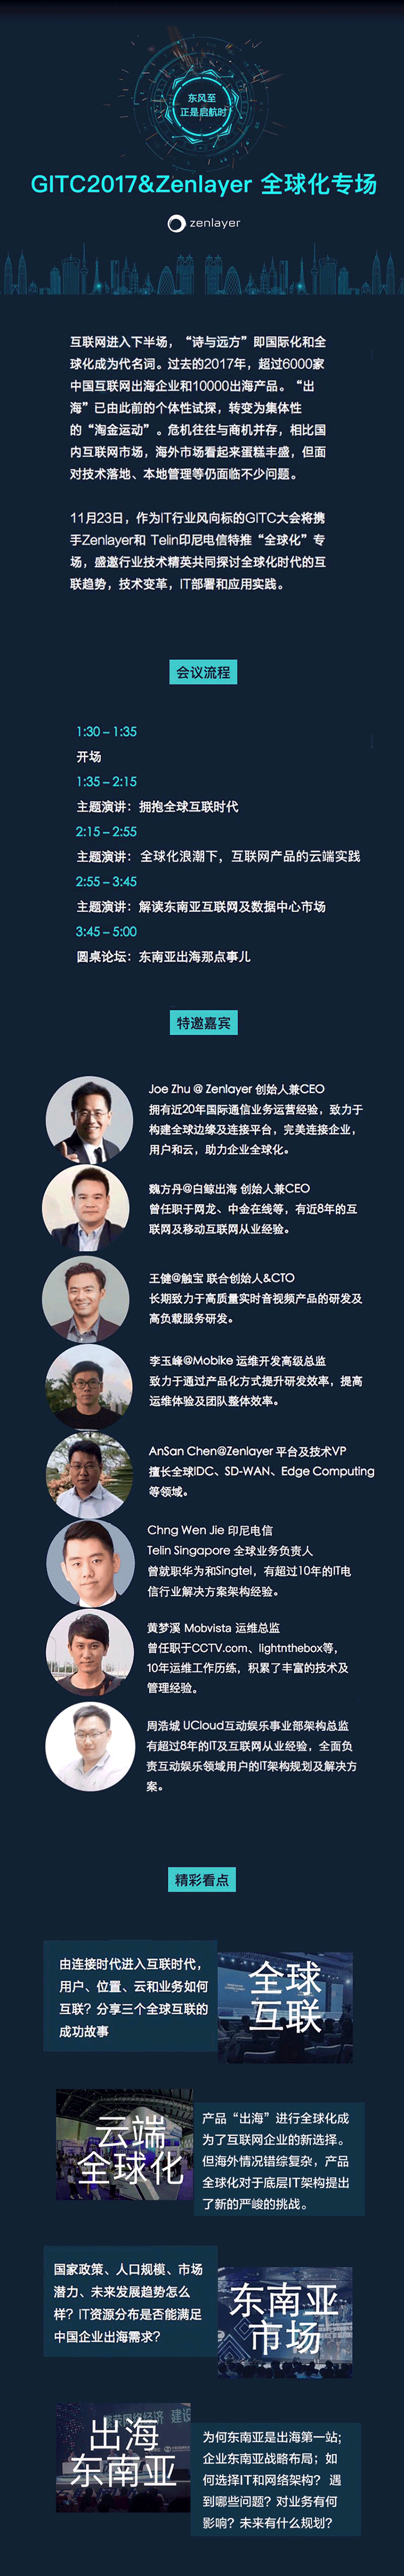 东风至
正是启航时
GITC2017&Zenlayer 全球化专场
zenlayer
互联网进入下半场，“诗与远方”即国际化和全
球化成为代名词。过去的2017年，超过6000家
中国互联网出海企业和10000出海产品。“出
海”已由此前的个体性试探，转变为集体性
的“淘金运动”。危机往往与商机并存，相比国
内互联网市场，海外市场看起来蛋糕丰盛，但面
对技术落地、本地管理等仍面临不少问题。
11月23日，作为IT行业风向标的GITC大会将携
手Zenlayer和 Telin印尼电信特推“全球化”专
场，盛邀行业技术精英共同探讨全球化时代的互
联趋势，技术变革，IT部署和应用实践。
会议流程
1:30 – 1:35
开场
1:35 – 2:15
主题演讲：拥抱全球互联时代
2:15 – 2:55
主题演讲： 全球化浪潮下，互联网产品的云端实践
2:55 – 3:45
主题演讲：解读东南亚互联网及数据中心市场
3:45 – 5:00
圆桌论坛：东南亚出海那点事儿
特邀嘉宾
Joe Zhu @ Zenlayer 创始人兼CEO
拥有近20年国际通信业务运营经验，致力于
构建全球边缘及连接平台，完美连接企业，
用户和云，助力企业全球化。
魏方丹@白鲸出海 创始人兼CEO
曾任职于网龙、中金在线等，有近8年的互
联网及移动互联网从业经验。
王健@触宝 联合创始人&CTO
长期致力于高质量实时音视频产品的研发及
高负载服务研发。
李玉峰@Mobike 运维开发高级总监
致力于通过产品化方式提升研发效率，提高
运维体验及团队整体效率。
AnSan Chen@Zenlayer 平台及技术VP
擅长全球IDC、SD-WAN、Edge Computing
等领域。
Chng Wen Jie 印尼电信
Telin Singapore 全球业务负责人
曾就职华为和Singtel，有超过10年的IT电
信行业解决方案架构经验。
黄梦溪 Mobvista 运维总监
曾任职于CCTV.com、lightnthebox等，
10年运维工作历练，积累了丰富的技术及
管理经验。
周浩城 UCloud互动娱乐事业部架构总监
有超过8年的IT及互联网从业经验，全面负
责互动娱乐领域用户的IT架构规划及解决方
案。
精彩看点
由连接时代进入互联时代，
用户、位置、云和业务如何
互联？分享三个全球互联的
成功故事
全球
互联
云端
全球化
产品“出海”进行全球化成
为了互联网企业的新选择。
但海外情况错综复杂，产品
全球化对于底层IT架构提出
了新的严峻的挑战。
国家政策、人口规模、市场
潜力、未来发展趋势怎么
样？IT资源分布是否能满足
中国企业出海需求？
东南亚
市场
出海
东南亚
为何东南亚是出海第一站；
企业东南亚战略布局；如
何选择IT和网络架构？ 遇
到哪些问题？对业务有何
影响？未来有什么规划？